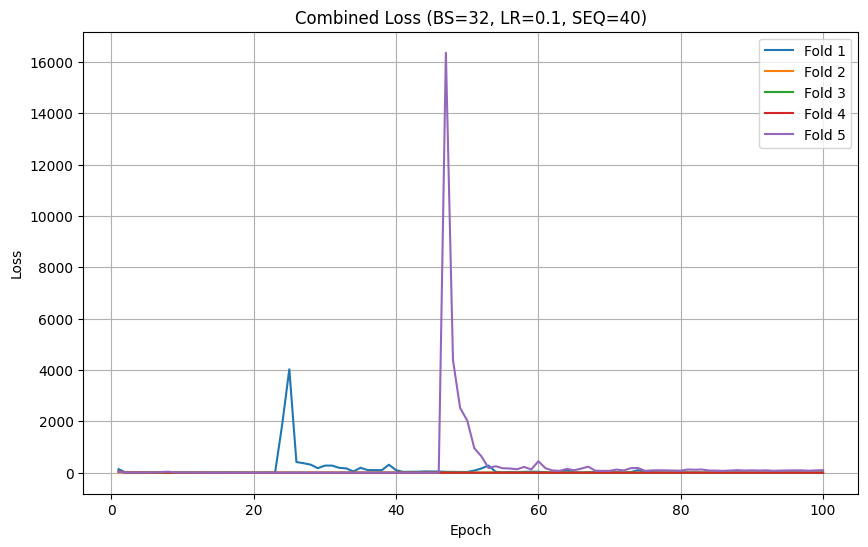 Combined Loss (BS=32, LR=0.1, SEQ=40)
Fold 1
Fold 2
Fold 3
Fold 4
Fold 5
Loss
16000
14000
12000
10000
8000
6000
4000
2000
0
0 20 40 60 80 100
Epoch